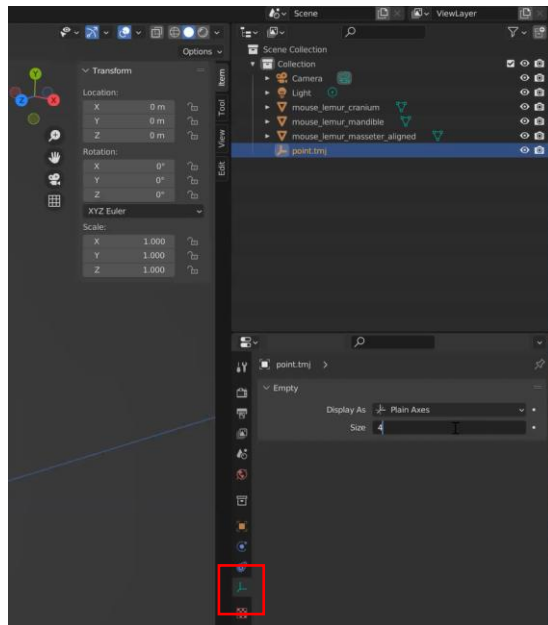 Scene
ViewLayer
Options
Scene Collection
Collection
Camera
Light
mouse_lemur_cranium
mouse_lemur_mandible
mouse_lemur_masseter_aligned
point.tmj
Transform
Location:
X 0 m
Y 0 m
Z 0 m
Rotation:
X 0°
Y 0°
Z 0°
XYZ Euler
Scale:
X 1.000
Y 1.000
Z 1.000
Item
Tool
View
Edit
Y
Z
X
point.tmj >
Empty
Display As Plain Axes
Size 4